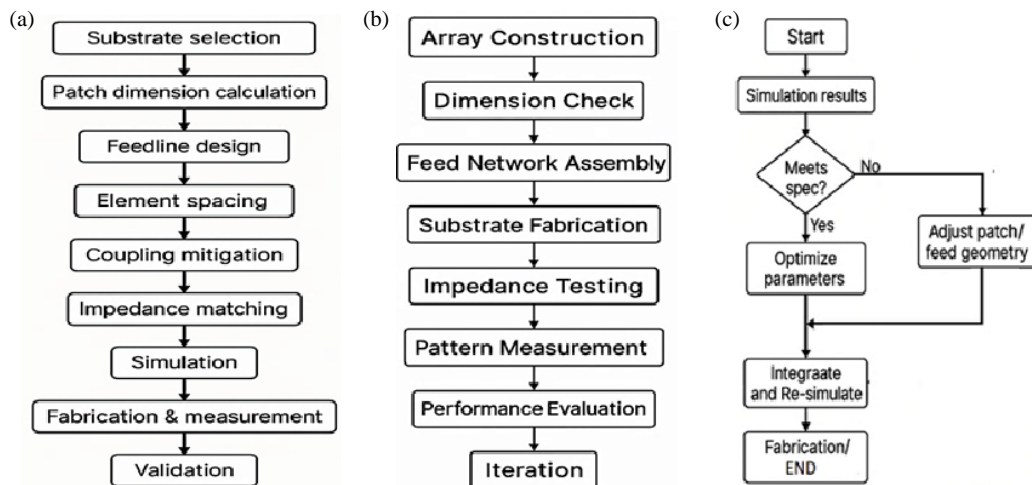 (a)
Substrate selection
Patch dimension calculation
Feedline design
Element spacing
Coupling mitigation
Impedance matching
Simulation
Fabrication & measurement
Validation
(b)
Array Construction
Dimension Check
Feed Network Assembly
Substrate Fabrication
Impedance Testing
Pattern Measurement
Performance Evaluation
Iteration
(c)
Start
Simulation results
Meets
spec?
No
Yes
Adjust patch/
feed geometry
Optimize
parameters
Integraate
and Re-simulate
Fabrication/
END